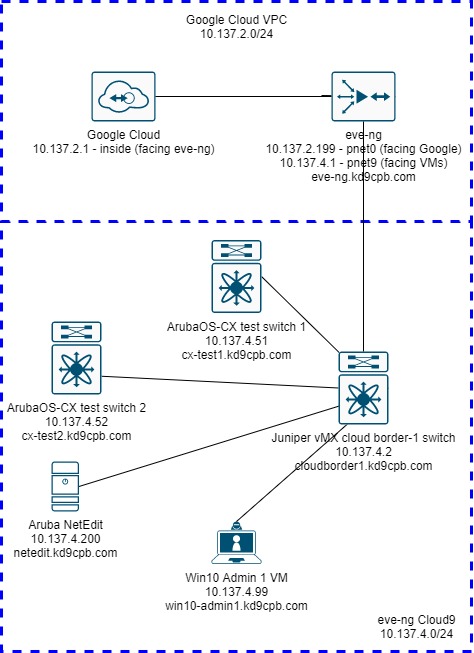 Google Cloud VPC
10.137.2.0/24
Google Cloud
10.137.2.1 - inside (facing eve-ng)
eve-ng
10.137.2.199 - pnet0 (facing Google)
10.137.4.1 - pnet9 (facing VMs)
eve-ng.kd9cpb.com
ArubaOS-CX test switch 1
10.137.4.51
cx-test1.kd9cpb.com
ArubaOS-CX test switch 2
10.137.4.52
cx-test2.kd9cpb.com
Juniper vMX cloud border-1 switch
10.137.4.2
cloudborder1.kd9cpb.com
Aruba NetEdit
10.137.4.200
netedit.kd9cpb.com
Win10 Admin 1 VM
10.137.4.99
win10-admin1.kd9cpb.com
eve-ng Cloud9
10.137.4.0/24